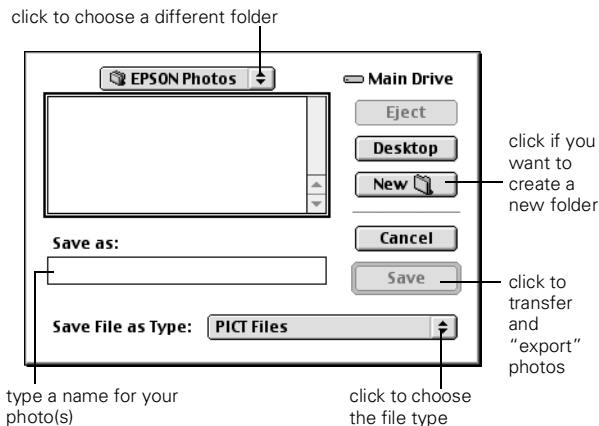 click to choose a different folder
EPSON Photos
Main Drive
Eject
Desktop
New
click if you
want to
create a
new folder
Save as:
Cancel
Save
click to
transfer
and
“export”
photos
Save File as Type:
PICT Files
type a name for your
photo(s)
click to choose
the file type